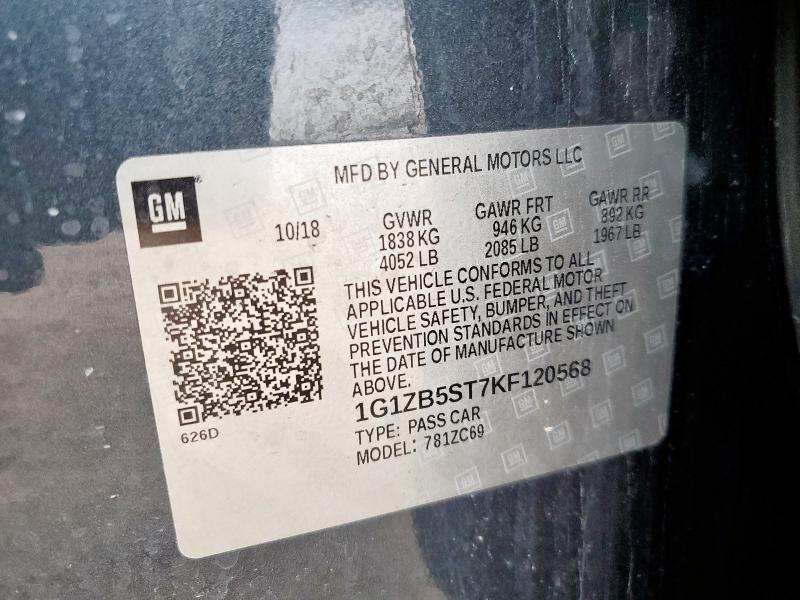 MFD BY GENERAL MOTORS LLC
GM
10/18
GVWR
1838 KG
4052 LB
GAWR FRT
946 KG
2085 LB
GAWR RR
892 KG
1967 LB
THIS VEHICLE CONFORMS TO ALL
APPLICABLE U.S. FEDERAL MOTOR
VEHICLE SAFETY, BUMPER, AND THEFT
PREVENTION STANDARDS IN EFFECT ON
THE DATE OF MANUFACTURE SHOWN
ABOVE.
1G1ZB5ST7KF120568
TYPE: PASS CAR
MODEL: 781ZC69
626D